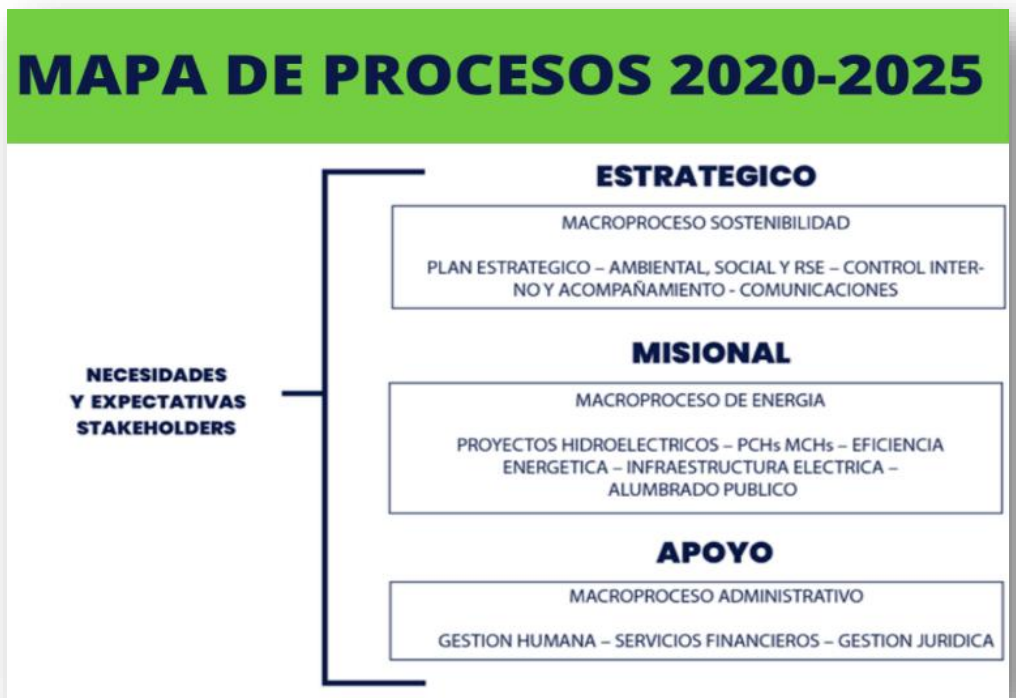 MAPA DE PROCESOS 2020-2025
NECESIDADES
Y EXPECTATIVAS
STAKEHOLDERS
ESTRATEGICO
MACROPROCESO SOSTENIBILIDAD
PLAN ESTRATEGICO – AMBIENTAL, SOCIAL Y RSE – CONTROL INTER-
NO Y ACOMPAÑAMIENTO - COMUNICACIONES
MISIONAL
MACROPROCESO DE ENERGIA
PROYECTOS HIDROELECTRICOS – PCHs MCHs – EFICIENCIA
ENERGETICA – INFRAESTRUCTURA ELECTRICA –
ALUMBRADO PUBLICO
APOYO
MACROPROCESO ADMINISTRATIVO
GESTION HUMANA – SERVICIOS FINANCIEROS – GESTION JURIDICA